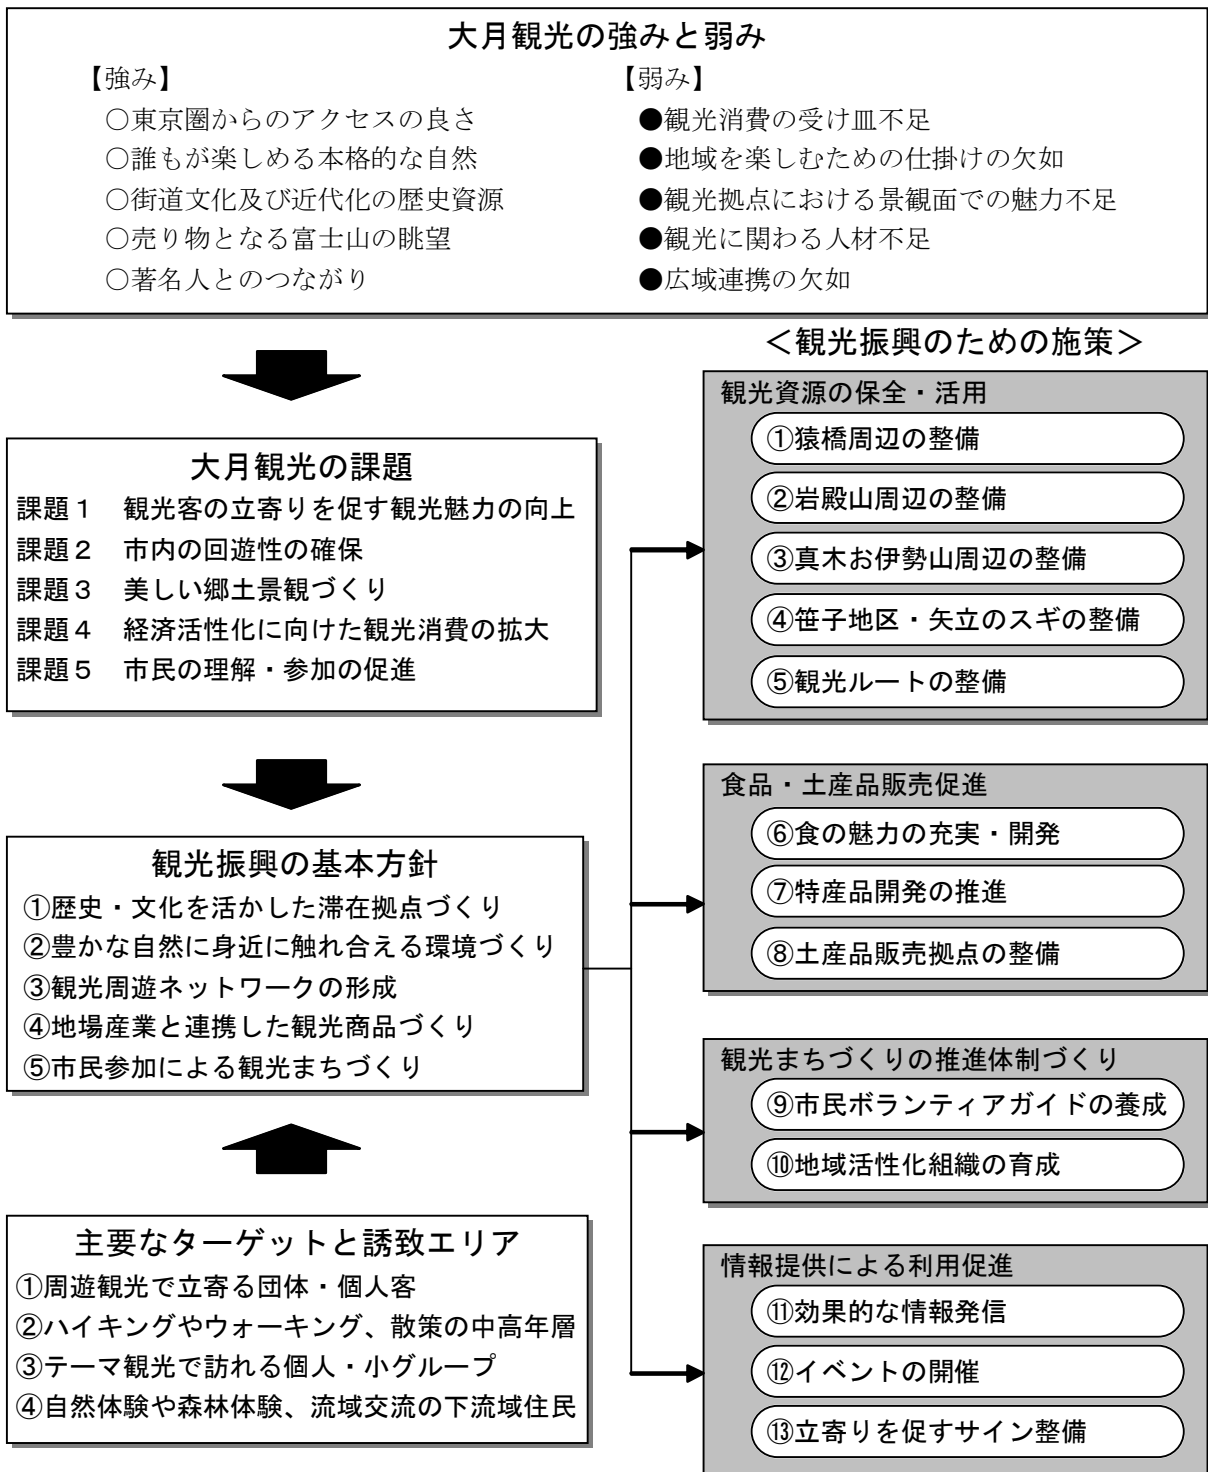 大月観光の強みと弱み
【強み】
○東京圏からのアクセスの良さ
○誰もが楽しめる本格的な自然
○街道文化及び近代化の歴史資源
○売り物となる富士山の眺望
○著名人とのつながり
【弱み】
●観光消費の受け皿不足
●地域を楽しむための仕掛けの欠如
●観光拠点における景観面での魅力不足
●観光に関わる人材不足
●広域連携の欠如
大月観光の課題
課題１　観光客の立寄りを促す観光魅力の向上
課題２　市内の回遊性の確保
課題３　美しい郷土景観づくり
課題４　経済活性化に向けた観光消費の拡大
課題５　市民の理解・参加の促進
観光振興の基本方針
①歴史・文化を活かした滞在拠点づくり
②豊かな自然に身近に触れ合える環境づくり
③観光周遊ネットワークの形成
④地場産業と連携した観光商品づくり
⑤市民参加による観光まちづくり
主要なターゲットと誘致エリア
①周遊観光で立寄る団体・個人客
②ハイキングやウォーキング、散策の中高年層
③テーマ観光で訪れる個人・小グループ
④自然体験や森林体験、流域交流の下流域住民
＜観光振興のための施策＞
観光資源の保全・活用
①猿橋周辺の整備
②岩殿山周辺の整備
③真木お伊勢山周辺の整備
④笹子地区・矢立のスギの整備
⑤観光ルートの整備
食品・土産品販売促進
⑥食の魅力の充実・開発
⑦特産品開発の推進
⑧土産品販売拠点の整備
観光まちづくりの推進体制づくり
⑨市民ボランティアガイドの養成
⑩地域活性化組織の育成
情報提供による利用促進
⑪効果的な情報発信
⑫イベントの開催
⑬立寄りを促すサイン整備